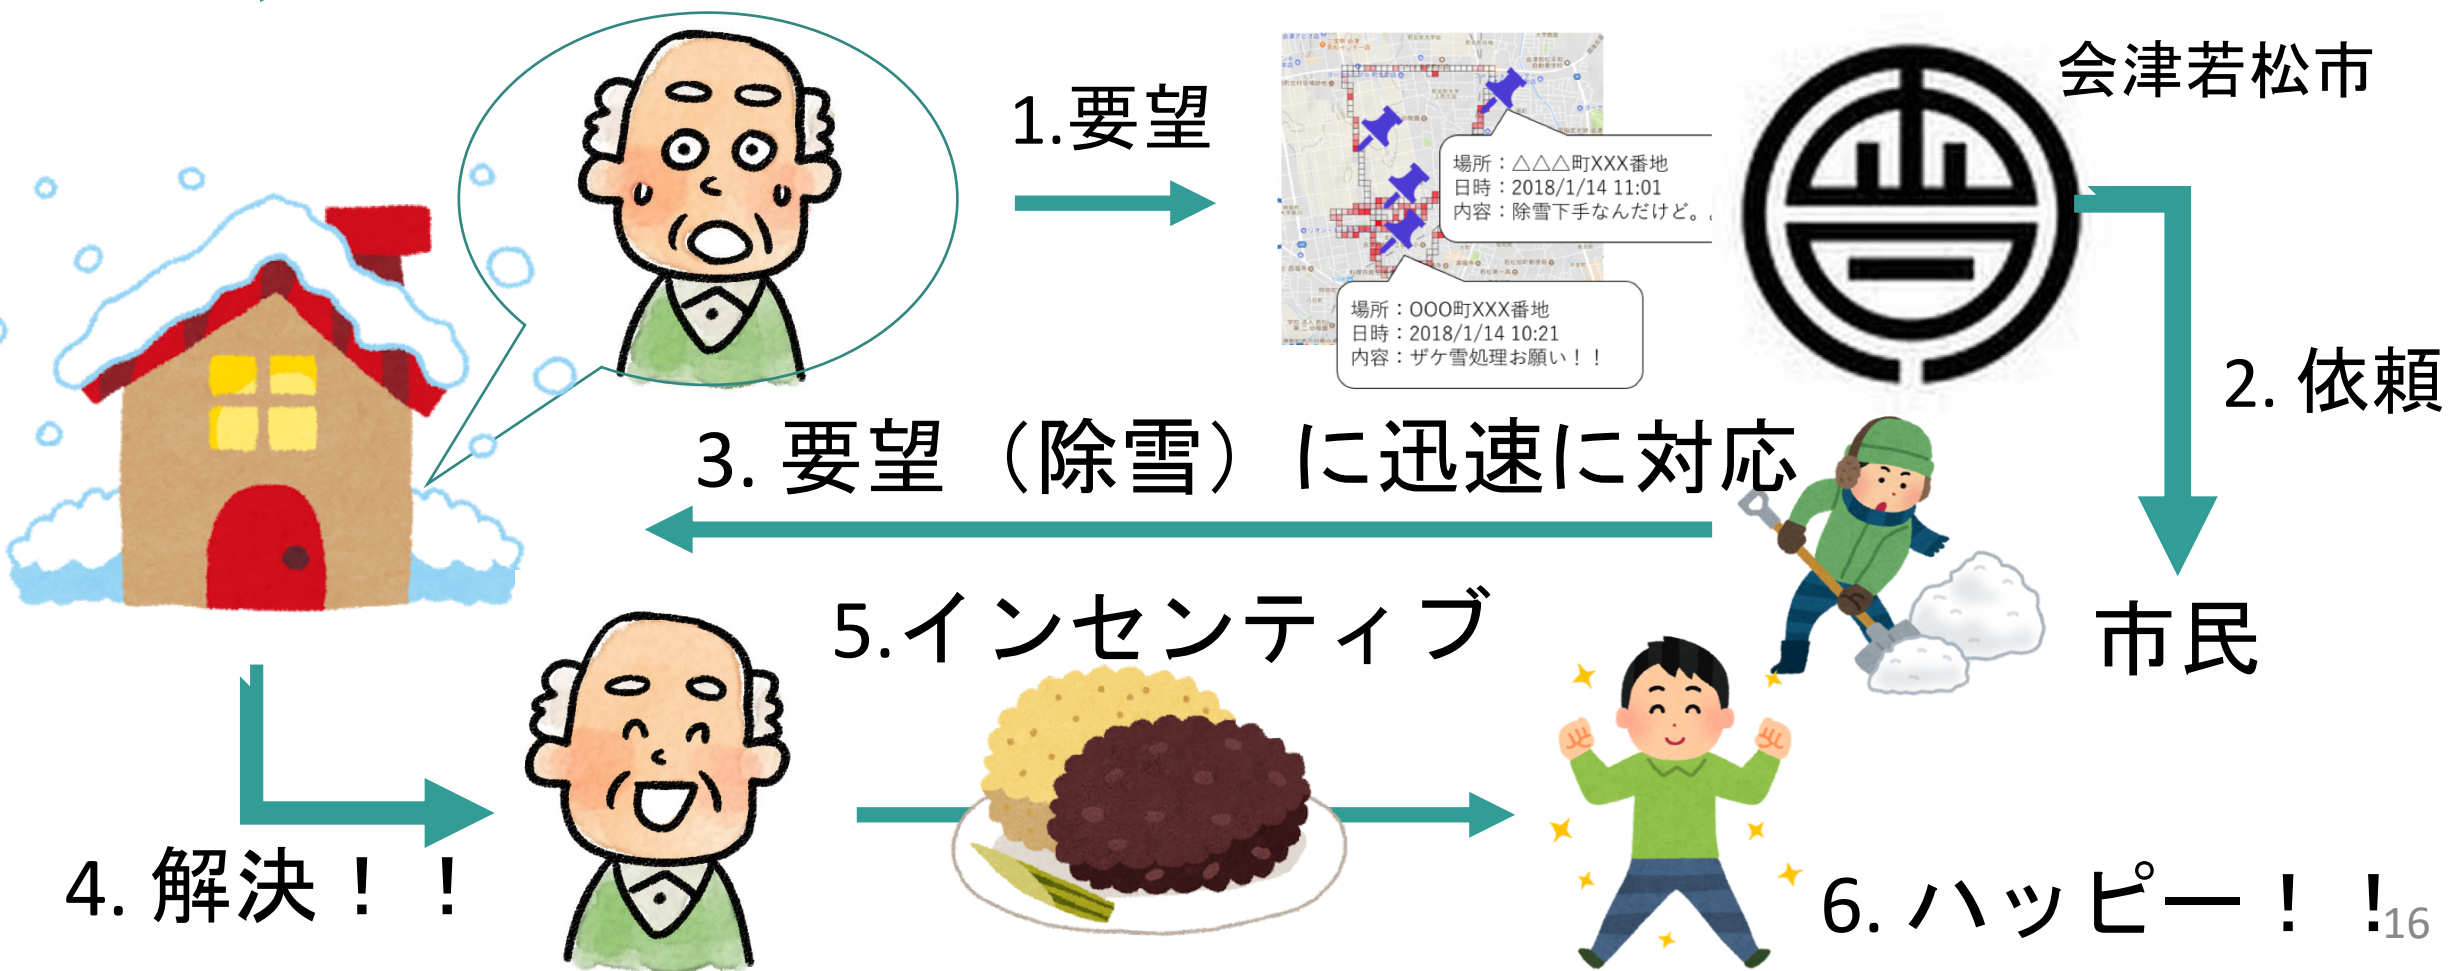 1.要望
会津若松市
場所：△△△町XXX番地
日時：2018/1/14 11:01
内容：除雪下手なんだけど。
場所：OOO町XXX番地
日時：2018/1/14 10:21
内容：ザケ雪処理お願い！！
2. 依頼
3. 要望（除雪）に迅速に対応
5.インセンティブ
市民
4. 解決！！
6. ハッピー！！
16